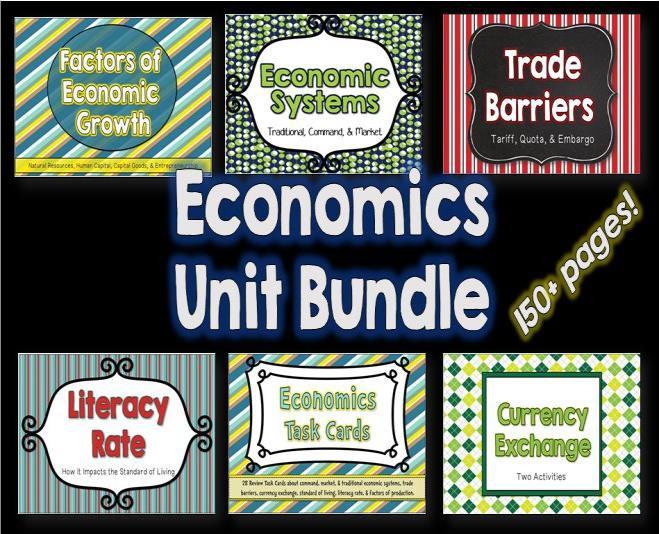 Factors of
Economic
Growth
Natural Resources, Human Capital, Capital Goods, & Entrepreneurship
Economic
Systems
Traditional, Command, & Market
Trade
Barriers
Tariff, Quota, & Embargo
Economics
Unit Bundle
150+ pages!
Literacy
Rate
How it Impacts the Standard of Living
Economics
Task Cards
28 Review Task Cards about command, market, & traditional economic systems, trade
barriers, currency exchange, standard of living, literacy rate, & factors of production.
Currency
Exchange
Two Activities